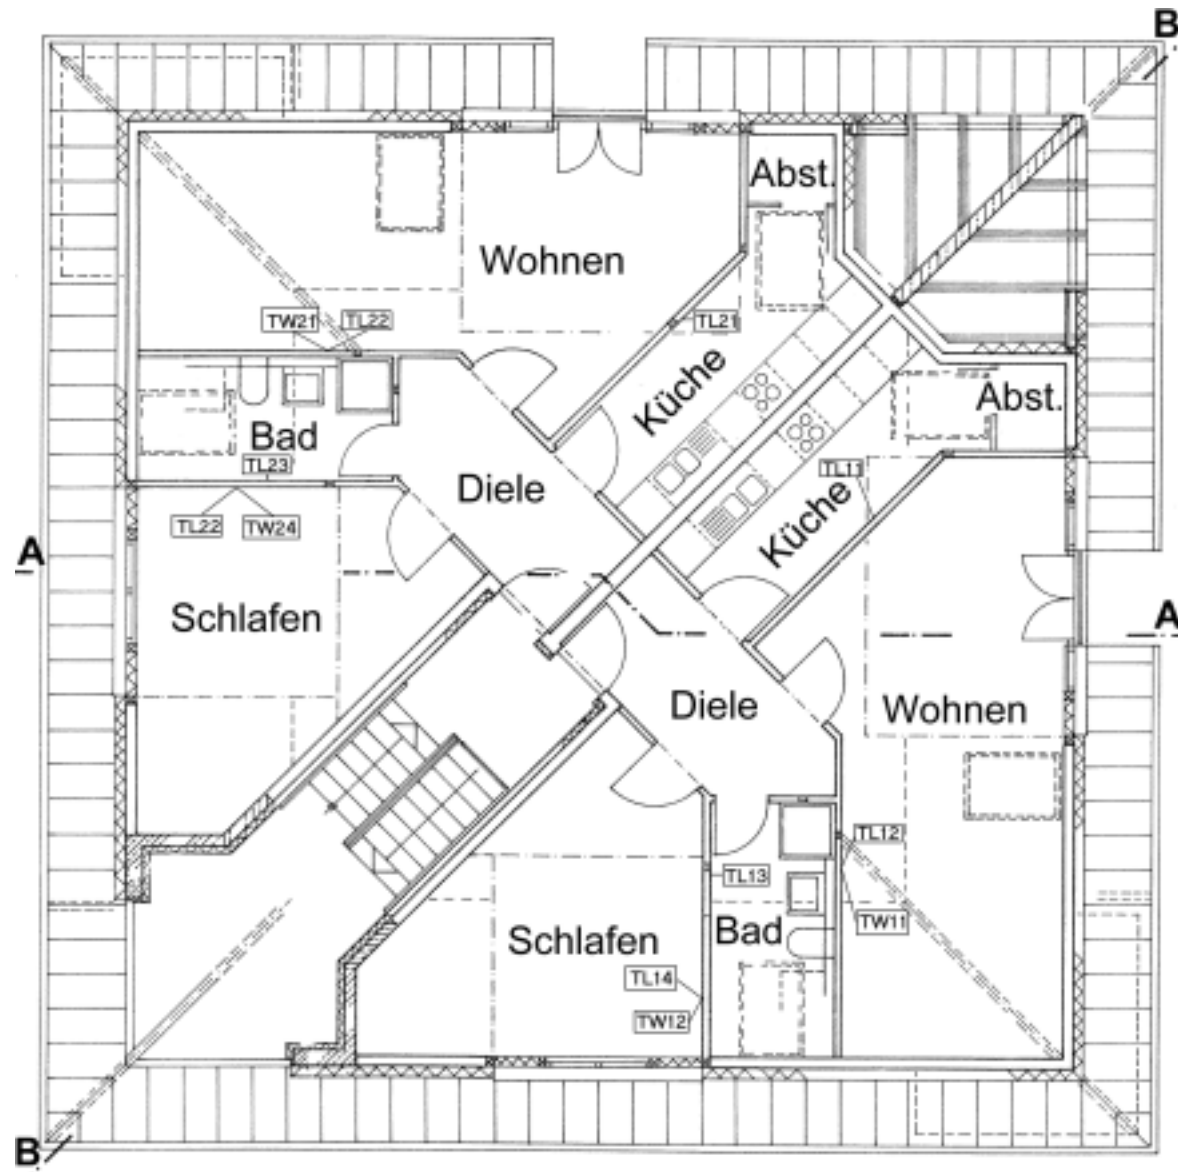 B
Abst.
Wohnen
TW21
TL22
TL21
Küche
Abst.
Bad
TL23
Diele
TL11
TL22
TW24
Küche
A
Schlafen
A
Diele
Wohnen
TL12
TL13
TW11
Bad
Schlafen
TL14
TW12
B